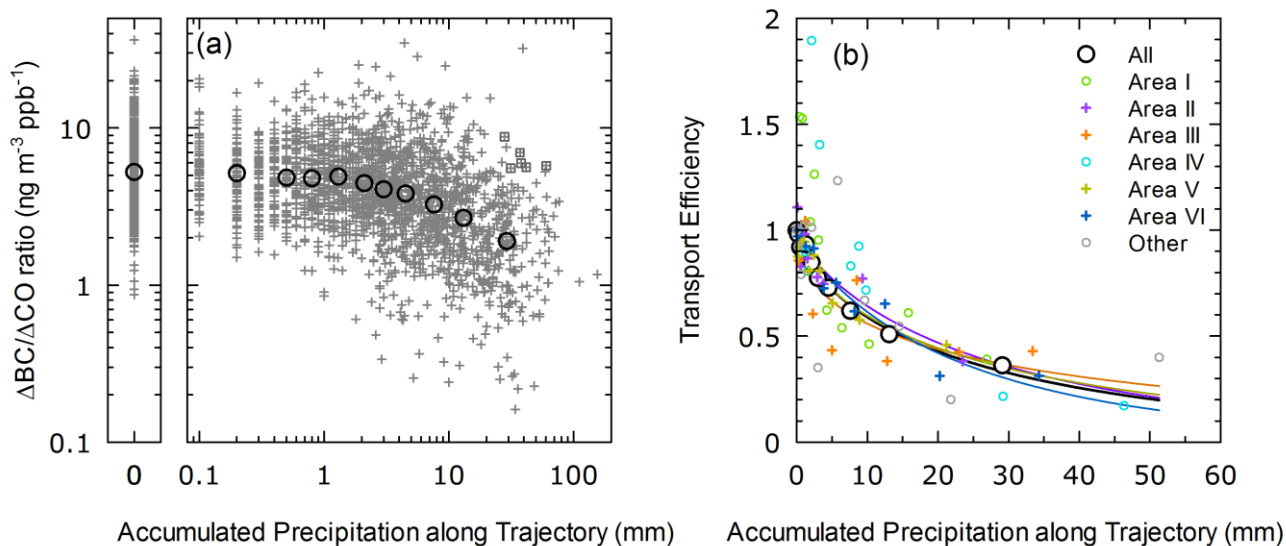 (a)
ΔBC/ΔCO ratio (ng m⁻³ ppb⁻¹)
10
1
0.1
0
0.1 1 10 100
Accumulated Precipitation along Trajectory (mm)
(b)
Transport Efficiency
2
1.5
1
0.5
0
0 10 20 30 40 50 60
Accumulated Precipitation along Trajectory (mm)
All
Area I
Area II
Area III
Area IV
Area V
Area VI
Other